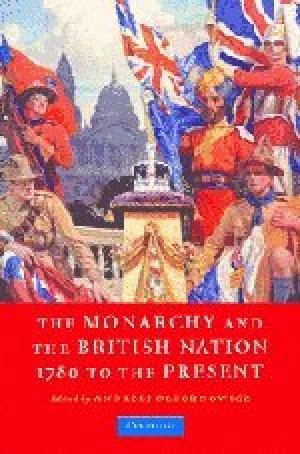 THE MONARCHY AND
THE BRITISH NATION
1780 TO THE PRESENT
Edited by ANDRZEJ OLECHNOWICZ